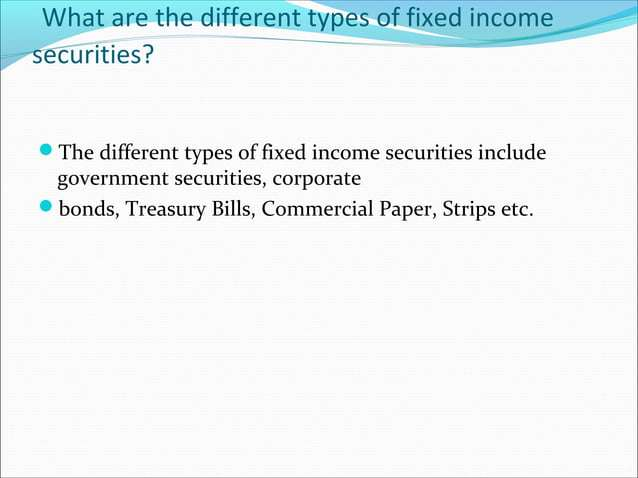 What are the different types of fixed income
securities?
The different types of fixed income securities include
government securities, corporate
bonds, Treasury Bills, Commercial Paper, Strips etc.